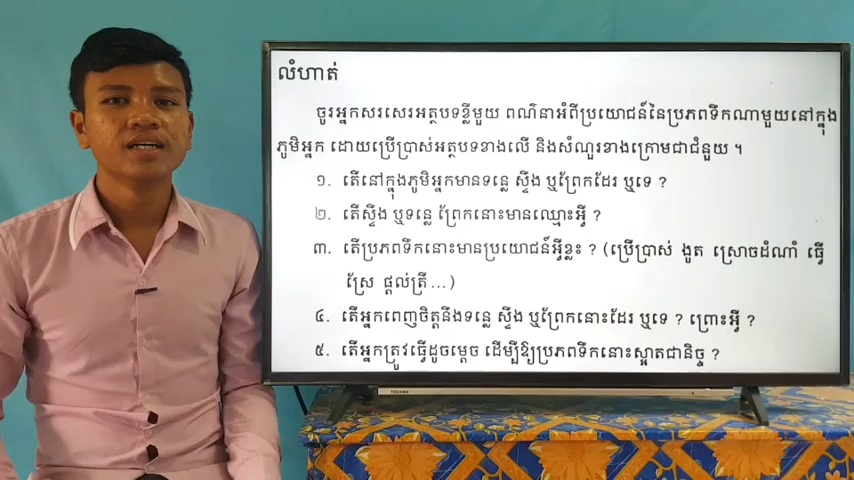 លំហាត់
ចូរអ្នកសរសេរអត្ថបទខ្លីមួយ ពណ៌នាអំពីប្រយោជន៍នៃប្រភពទឹកណាមួយនៅក្នុង
ភូមិអ្នក ដោយប្រើប្រាស់អត្ថបទខាងលើ និងសំណួរខាងក្រោមជាជំនួយ ។
១. តើនៅក្នុងភូមិអ្នកមានទន្លេ ស្ទឹង ឬព្រែកដែរ ឬទេ ?
២. តើស្ទឹង ឬទន្លេ ព្រែកនោះមានឈ្មោះអ្វី ?
៣. តើប្រភពទឹកនោះមានប្រយោជន៍អ្វីខ្លះ ? (ប្រើប្រាស់ ងូត ស្រោចដំណាំ ធ្វើ
ស្រែ ផ្តល់ត្រី...)
៤. តើអ្នកពេញចិត្តនឹងទន្លេ ស្ទឹង ឬព្រែកនោះដែរ ឬទេ ? ព្រោះអ្វី ?
៥. តើអ្នកត្រូវធ្វើដូចម្តេច ដើម្បីឱ្យប្រភពទឹកនោះស្អាតជានិច្ច ?
TOSHIBA